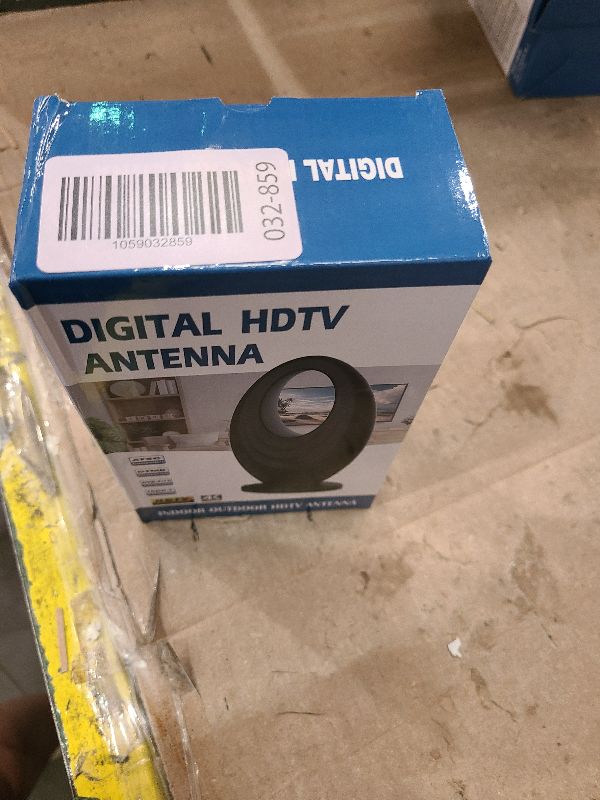 DIGITAL
1059032859
032-859
DIGITAL HDTV
ANTENNA
INDOOR OUTDOOR HDTV ANTENNA